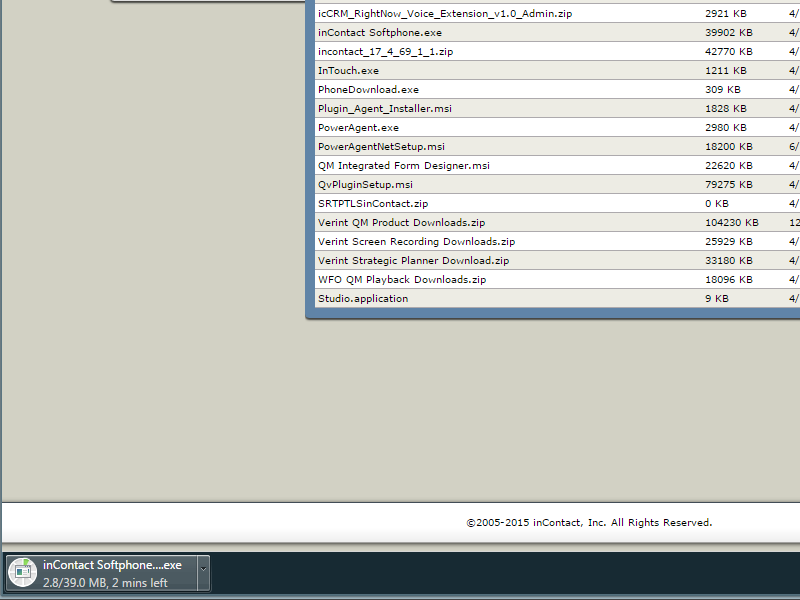 icCRM_RightNow_Voice_Extension_v1.0_Admin.zip 2921 KB 4/
inContact Softphone.exe 39902 KB 4/
incontact_17_4_69_1_1.zip 42770 KB 4/
InTouch.exe 1211 KB 4/
PhoneDownload.exe 309 KB 4/
Plugin_Agent_Installer.msi 1828 KB 4/
PowerAgent.exe 2980 KB 4/
PowerAgentNetSetup.msi 18200 KB 6/
QM Integrated Form Designer.msi 22620 KB 4/
QvPluginSetup.msi 79275 KB 4/
SRTPTLSinContact.zip 0 KB 4/
Verint QM Product Downloads.zip 104230 KB 12
Verint Screen Recording Downloads.zip 25929 KB 4/
Verint Strategic Planner Download.zip 33180 KB 4/
WFO QM Playback Downloads.zip 18096 KB 4/
Studio.application 9 KB 4/
©2005-2015 inContact, Inc. All Rights Reserved.
inContact Softphone....exe
2.8/39.0 MB, 2 mins left